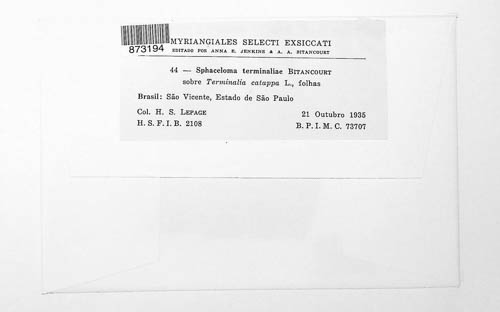 873194
MYRIANGIALES SELECTI EXSICCATI
EDITADO POR ANNA E. JENKINS & A. A. BITANCOURT
44 — Sphaceloma terminaliae BITANCOURT
sobre Terminalia catappa L., folhas
Brasil: São Vicente, Estado de São Paulo
Col. H. S. LEPAGE 21 Outubro 1935
H. S. F. I. B. 2108 B. P. I. M. C. 73707